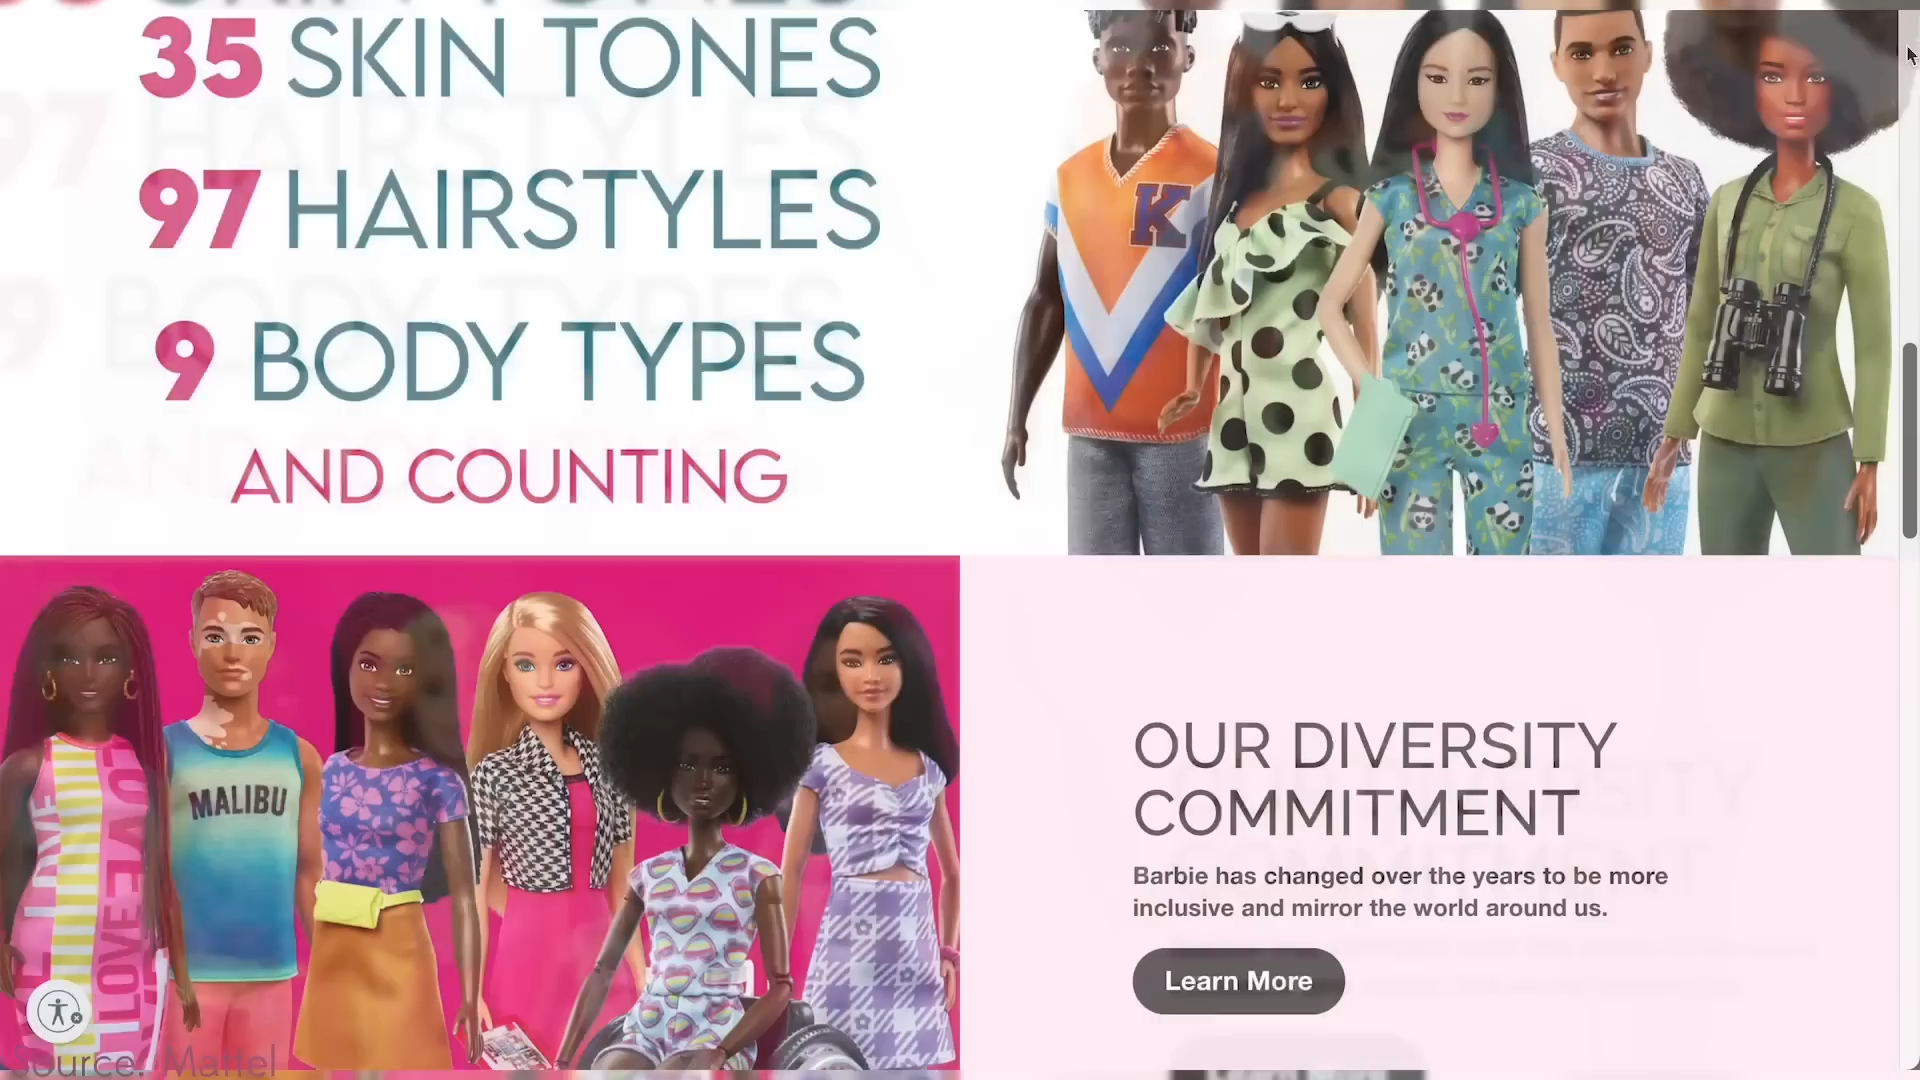 35 SKIN TONES
97 HAIRSTYLES
9 BODY TYPES
AND COUNTING
K
MALIBU
LOVE
LOVE
OUR DIVERSITY
COMMITMENT
Barbie has changed over the years to be more
inclusive and mirror the world around us.
Learn More
Source: Mattel